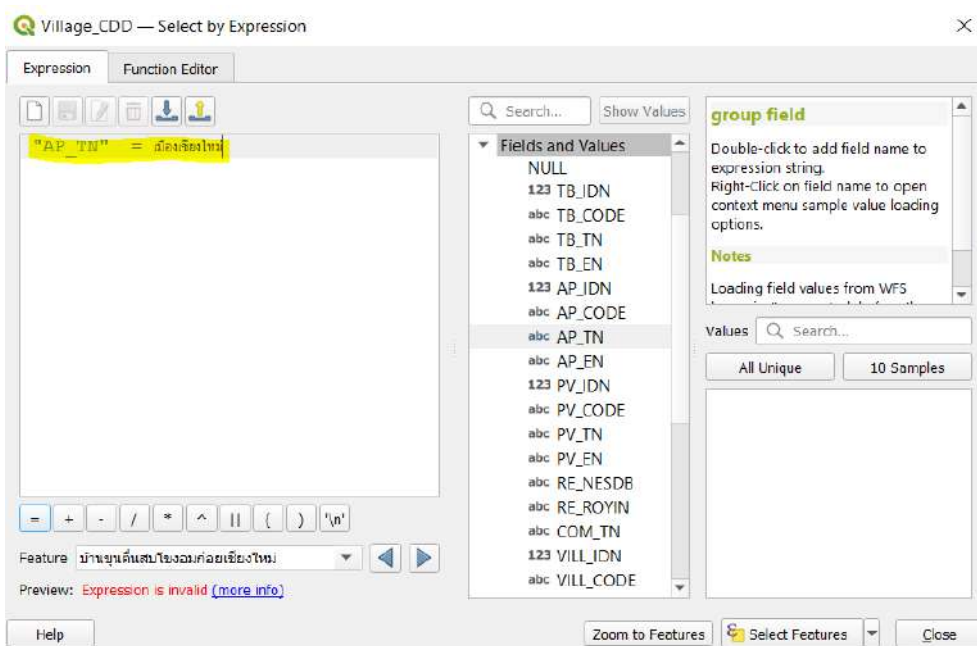 Village_CDD — Select by Expression
Expression
Function Editor
"AP_TN" = เมืองเชียงใหม่
= + - / * ^ || ( ) '\n'
Feature
Preview: Expression is invalid (more info)
Search...
Show Values
Fields and Values
NULL
123 TB_IDN
abc TB_CODE
abc TB_TN
abc TB_EN
123 AP_IDN
abc AP_CODE
abc AP_TN
abc AP_EN
123 PV_IDN
abc PV_CODE
abc PV_TN
abc PV_EN
abc RE_NESDB
abc RE_ROYIN
abc COM_TN
123 VILL_IDN
abc VILL_CODE
group field
Double-click to add field name to
expression string.
Right-Click on field name to open
context menu sample value loading
options.
Notes
Loading field values from WFS
Values
Search...
All Unique
10 Samples
Help
Zoom to Features
Select Features
Close